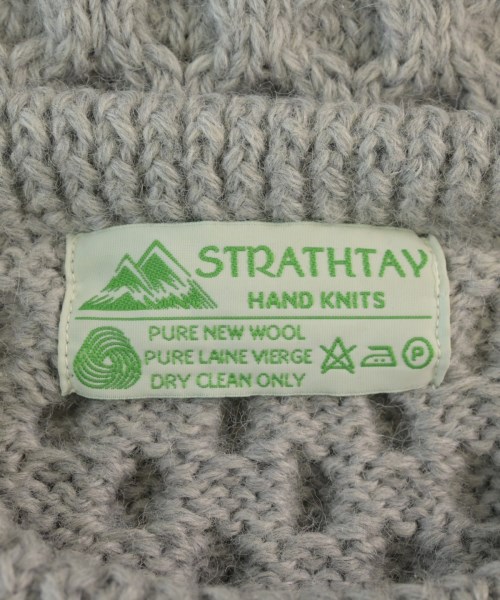 STRATHTAY
HAND KNITS
PURE NEW WOOL
PURE LAINE VIERGE
DRY CLEAN ONLY
P